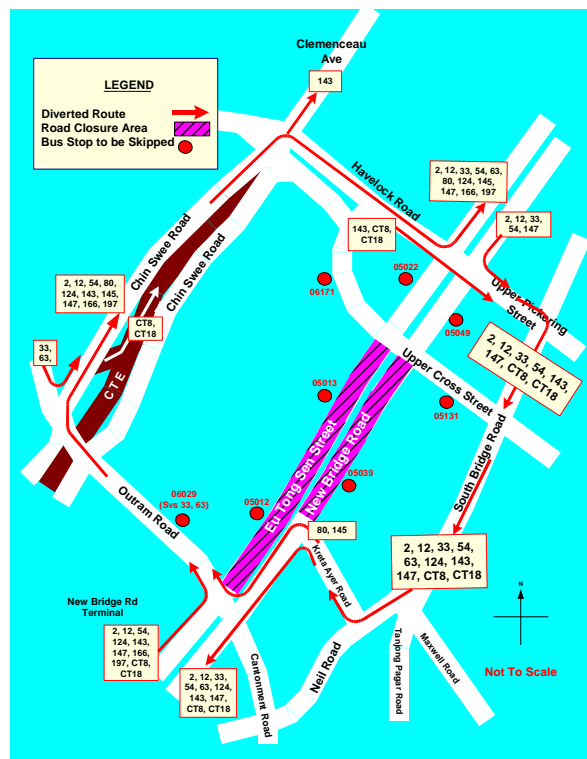 Clemenceau
Ave
143
LEGEND
Diverted Route
Road Closure Area
Bus Stop to be Skipped
Havelock Road
2, 12, 33, 54, 63,
80, 124, 145,
147, 166, 197
2, 12, 33,
54, 147
143, CT8,
CT18
Chin Swee Road
Chin Swee Road
2, 12, 54, 80,
124, 143, 145,
147, 166, 197
CT8,
CT18
33,
63,
CTE
06171
05022
05049
Upper Pickering
Street
2, 12, 33, 54, 143,
147, CT8, CT18
Upper Cross Street
05013
05131
South Bridge Road
Eu Tong Sen Street
New Bridge Road
05039
06029
(Svs 33, 63)
05012
Outram Road
80, 145
2, 12, 33, 54,
63, 124, 143,
147, CT8, CT18
Kreta Ayer Road
New Bridge Rd
Terminal
2, 12, 54,
124, 143,
147, 166,
197, CT8,
CT18
2, 12, 33,
54, 63, 124,
143, 147,
CT8, CT18
Cantonment Road
Neil Road
Tanjong Pagar Road
Maxwell Road
N
Not To Scale